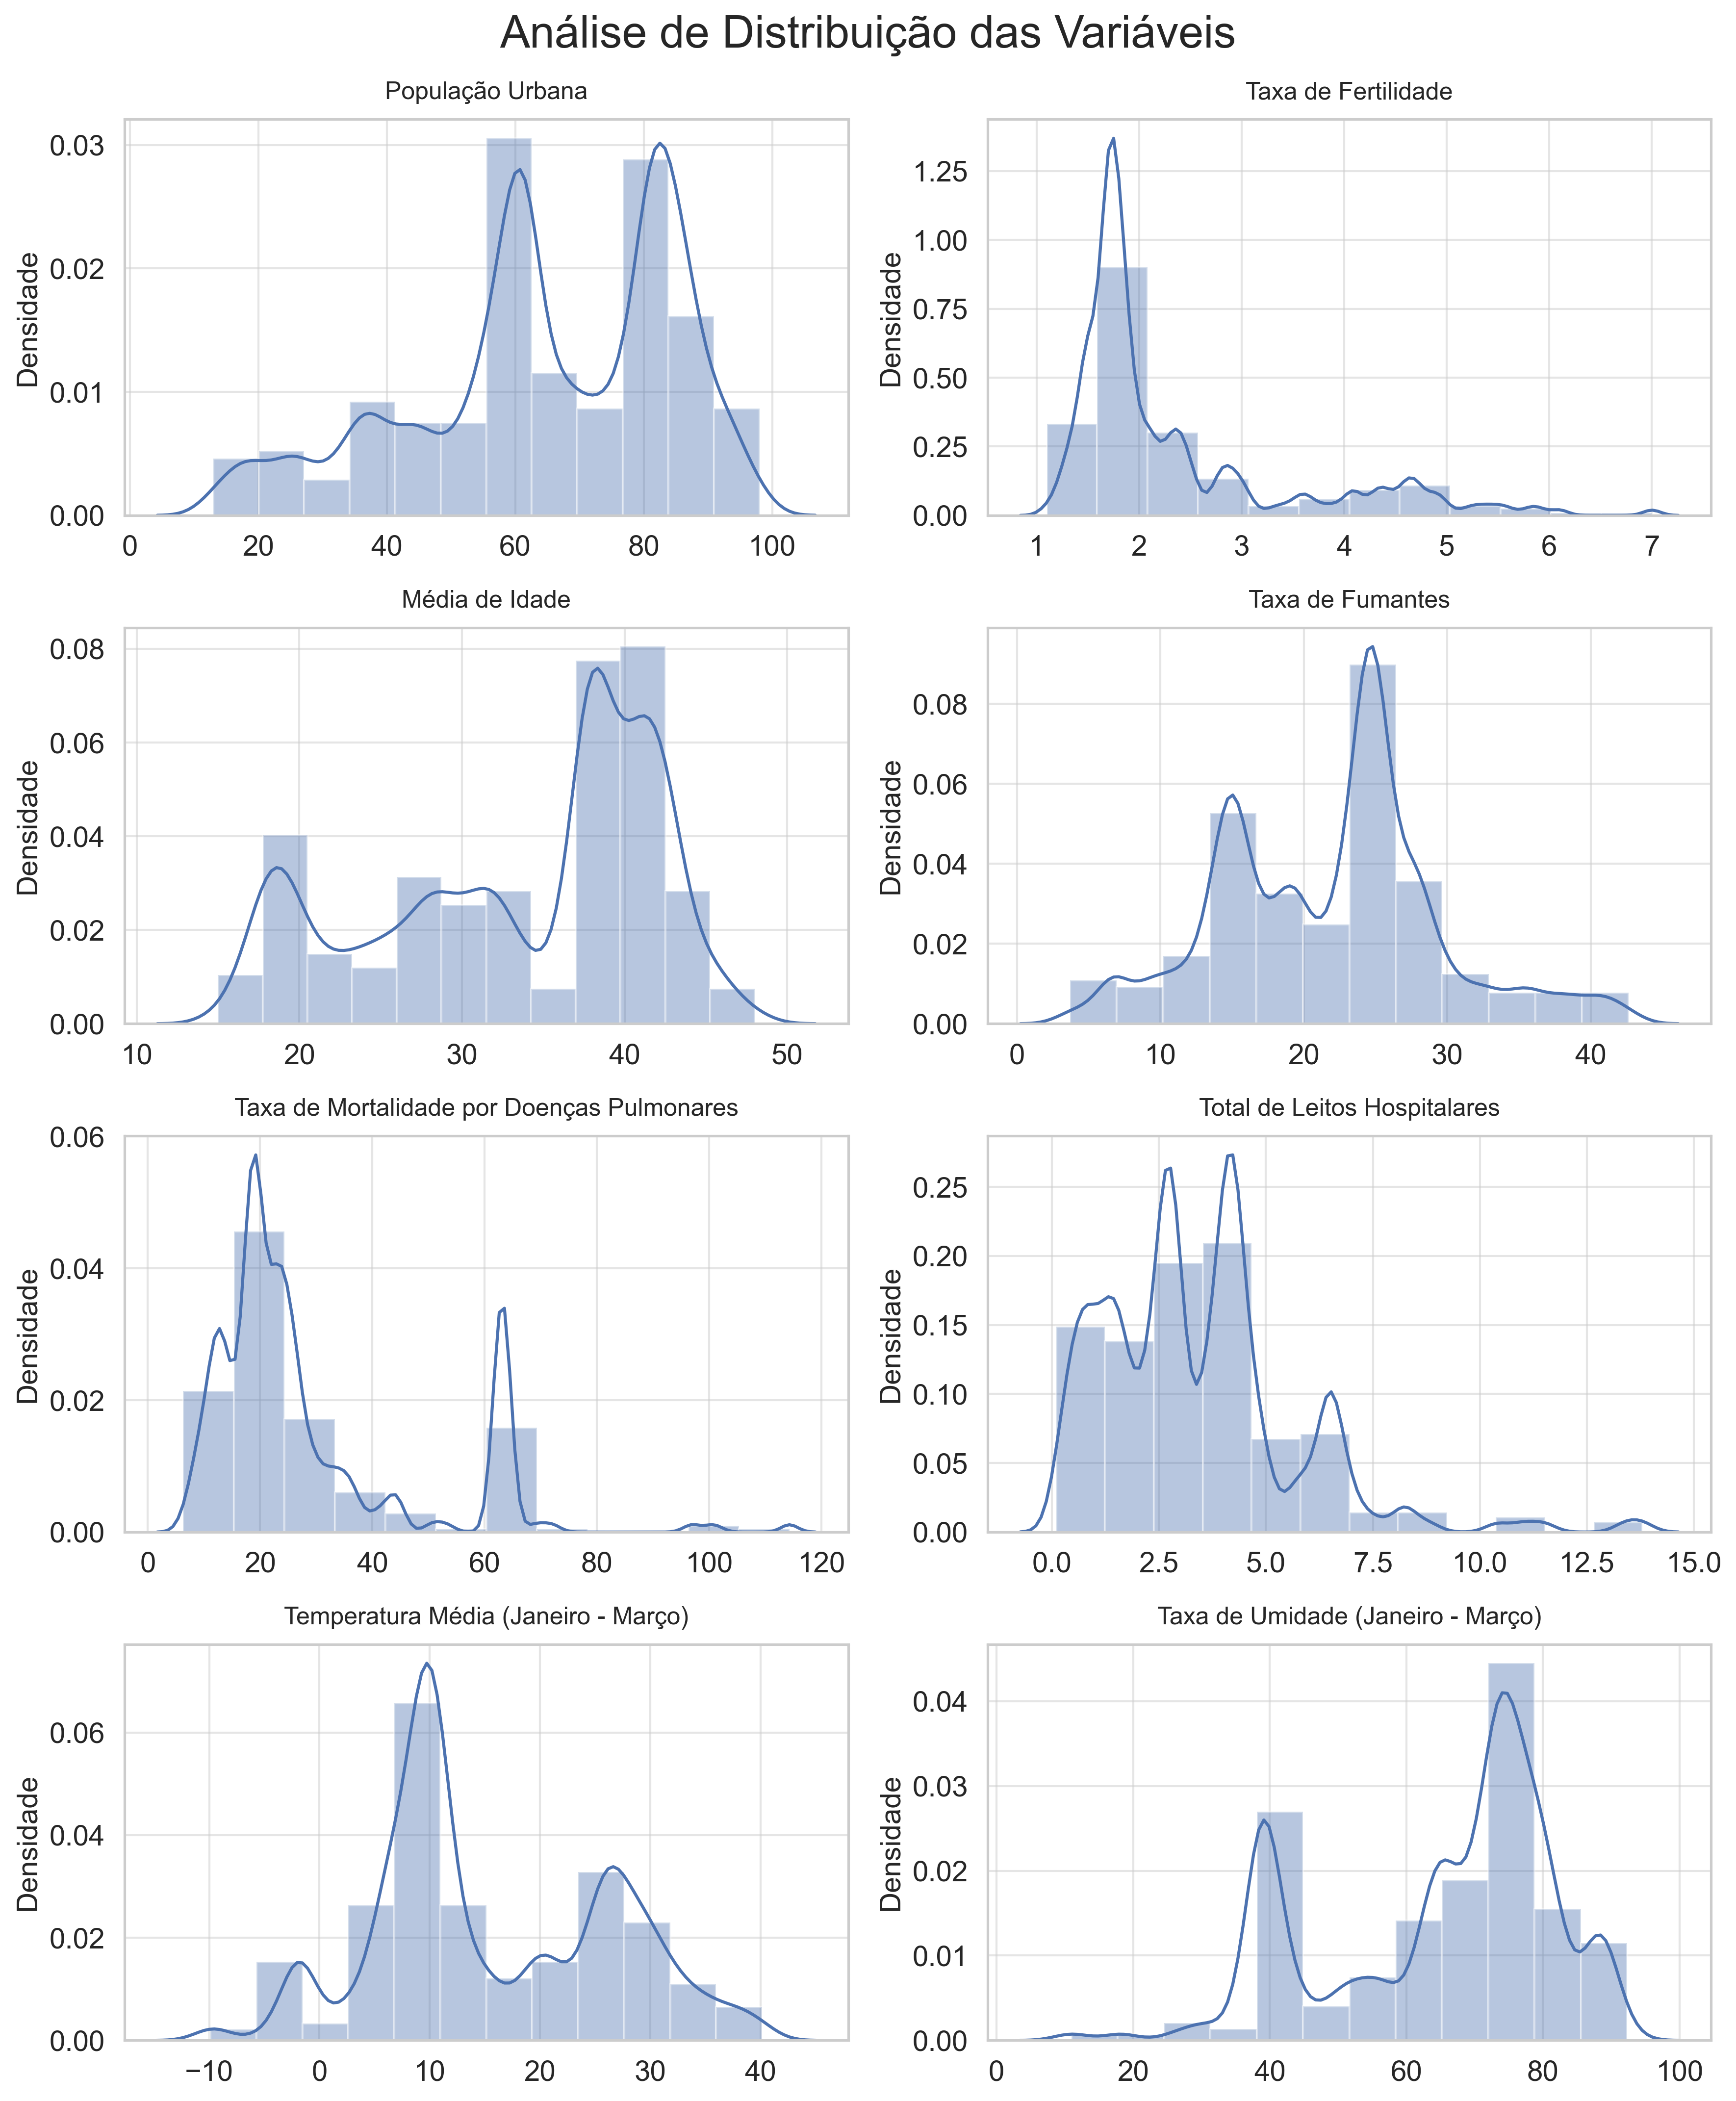 Análise de Distribuição das Variáveis
População Urbana
Densidade
0.03
0.02
0.01
0.00
0 20 40 60 80 100
Taxa de Fertilidade
Densidade
1.25
1.00
0.75
0.50
0.25
0.00
1 2 3 4 5 6 7
Média de Idade
Densidade
0.08
0.06
0.04
0.02
0.00
10 20 30 40 50
Taxa de Fumantes
Densidade
0.08
0.06
0.04
0.02
0.00
0 10 20 30 40
Taxa de Mortalidade por Doenças Pulmonares
Densidade
0.06
0.04
0.02
0.00
0 20 40 60 80 100 120
Total de Leitos Hospitalares
Densidade
0.25
0.20
0.15
0.10
0.05
0.00
0.0 2.5 5.0 7.5 10.0 12.5 15.0
Temperatura Média (Janeiro - Março)
Densidade
0.06
0.04
0.02
0.00
−10 0 10 20 30 40
Taxa de Umidade (Janeiro - Março)
Densidade
0.04
0.03
0.02
0.01
0.00
0 20 40 60 80 100